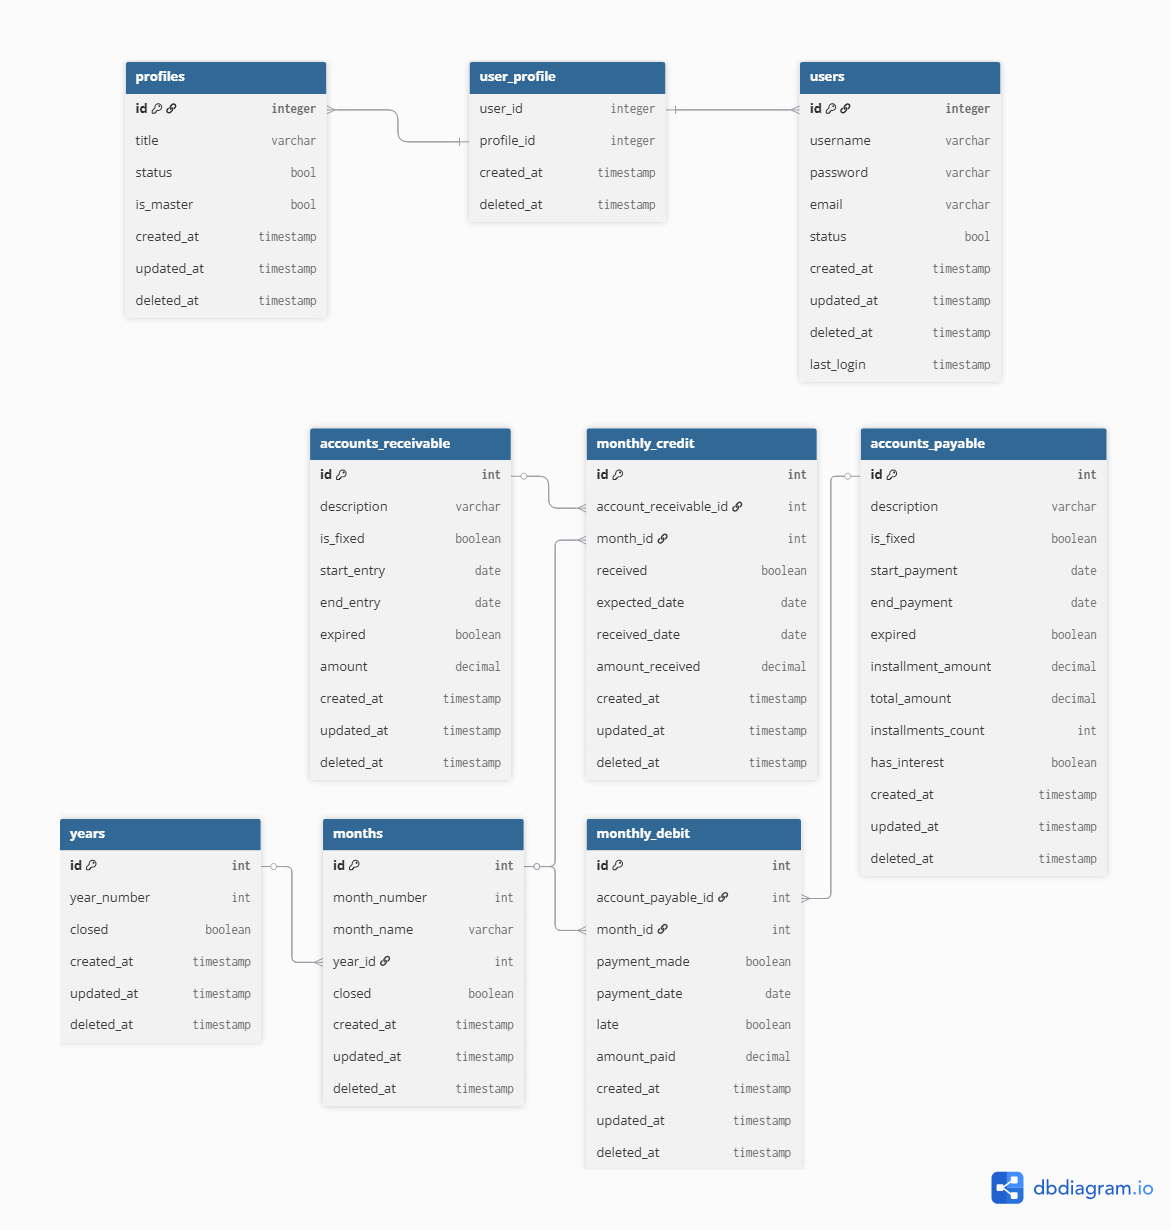 profiles
id integer
title varchar
status bool
is_master bool
created_at timestamp
updated_at timestamp
deleted_at timestamp
user_profile
user_id integer
profile_id integer
created_at timestamp
deleted_at timestamp
users
id integer
username varchar
password varchar
email varchar
status bool
created_at timestamp
updated_at timestamp
deleted_at timestamp
last_login timestamp
accounts_receivable
id int
description varchar
is_fixed boolean
start_entry date
end_entry date
expired boolean
amount decimal
created_at timestamp
updated_at timestamp
deleted_at timestamp
monthly_credit
id int
account_receivable_id int
month_id int
received boolean
expected_date date
received_date date
amount_received decimal
created_at timestamp
updated_at timestamp
deleted_at timestamp
accounts_payable
id int
description varchar
is_fixed boolean
start_payment date
end_payment date
expired boolean
installment_amount decimal
total_amount decimal
installments_count int
has_interest boolean
created_at timestamp
updated_at timestamp
deleted_at timestamp
years
id int
year_number int
closed boolean
created_at timestamp
updated_at timestamp
deleted_at timestamp
months
id int
month_number int
month_name varchar
year_id int
closed boolean
created_at timestamp
updated_at timestamp
deleted_at timestamp
monthly_debit
id int
account_payable_id int
month_id int
payment_made boolean
payment_date date
late boolean
amount_paid decimal
created_at timestamp
updated_at timestamp
deleted_at timestamp
dbdiagram.io